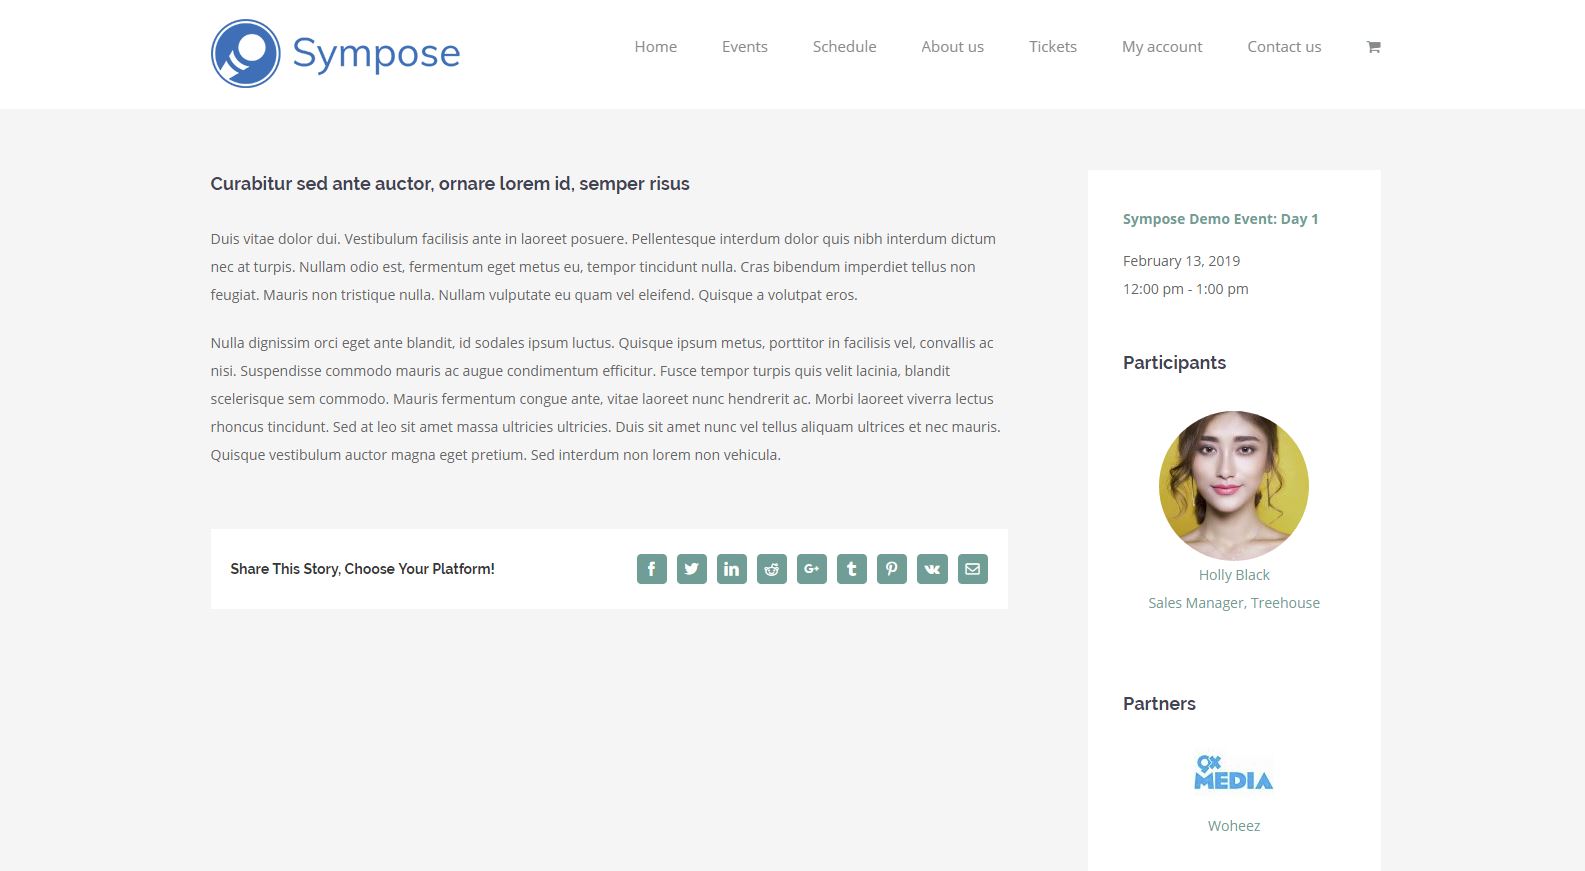 Sympose
Home Events Schedule About us Tickets My account Contact us
Curabitur sed ante auctor, ornare lorem id, semper risus
Duis vitae dolor dui. Vestibulum facilisis ante in laoreet posuere. Pellentesque interdum dolor quis nibh interdum dictum
nec at turpis. Nullam odio est, fermentum eget metus eu, tempor tincidunt nulla. Cras bibendum imperdiet tellus non
feugiat. Mauris non tristique nulla. Nullam vulputate eu quam vel eleifend. Quisque a volutpat eros.
Nulla dignissim orci eget ante blandit, id sodales ipsum luctus. Quisque ipsum metus, porttitor in facilisis vel, convallis ac
nisi. Suspendisse commodo mauris ac augue condimentum efficitur. Fusce tempor turpis quis velit lacinia, blandit
scelerisque sem commodo. Mauris fermentum congue ante, vitae laoreet nunc hendrerit ac. Morbi laoreet viverra lectus
rhoncus tincidunt. Sed at leo sit amet massa ultricies ultricies. Duis sit amet nunc vel tellus aliquam ultrices et nec mauris.
Quisque vestibulum auctor magna eget pretium. Sed interdum non lorem non vehicula.
Share This Story, Choose Your Platform!
Sympose Demo Event: Day 1
February 13, 2019
12:00 pm - 1:00 pm
Participants
Holly Black
Sales Manager, Treehouse
Partners
9X
MEDIA
Woheez